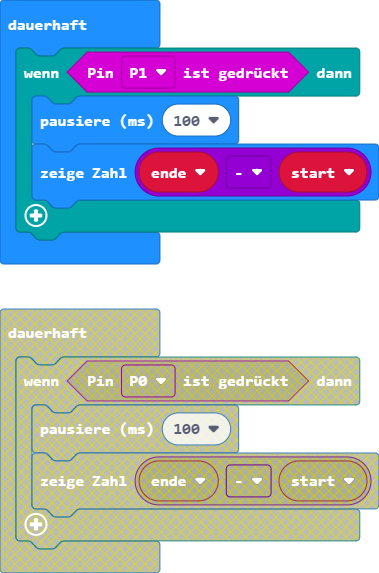 dauerhaft
wenn Pin P1 ist gedrückt dann
pausiere (ms) 100
zeige Zahl ende - start
dauerhaft
wenn Pin P0 ist gedrückt dann
pausiere (ms) 100
zeige Zahl ende - start